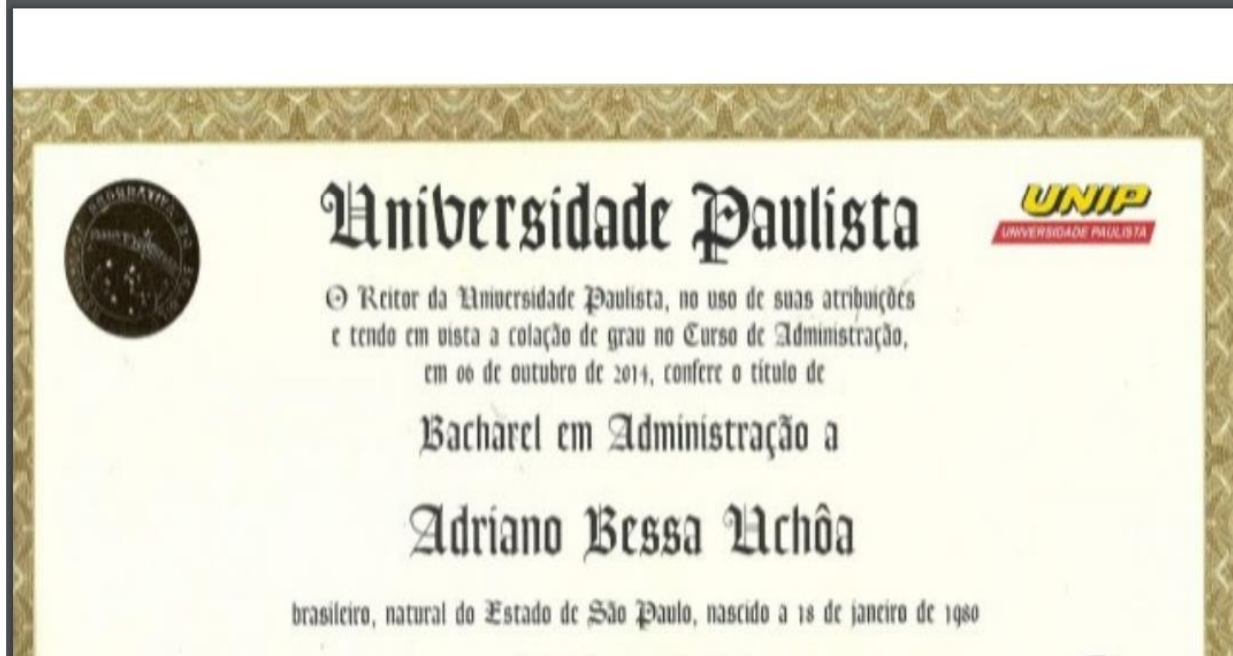 Universidade Paulista
UNIP
UNIVERSIDADE PAULISTA
O Reitor da Universidade Paulista, no uso de suas atribuições
e tendo em vista a colação de grau no Curso de Administração,
em 06 de outubro de 2014, confere o título de
Bacharel em Administração a
Adriano Bessa Uchôa
brasileiro, natural do Estado de São Paulo, nascido a 18 de janeiro de 1980